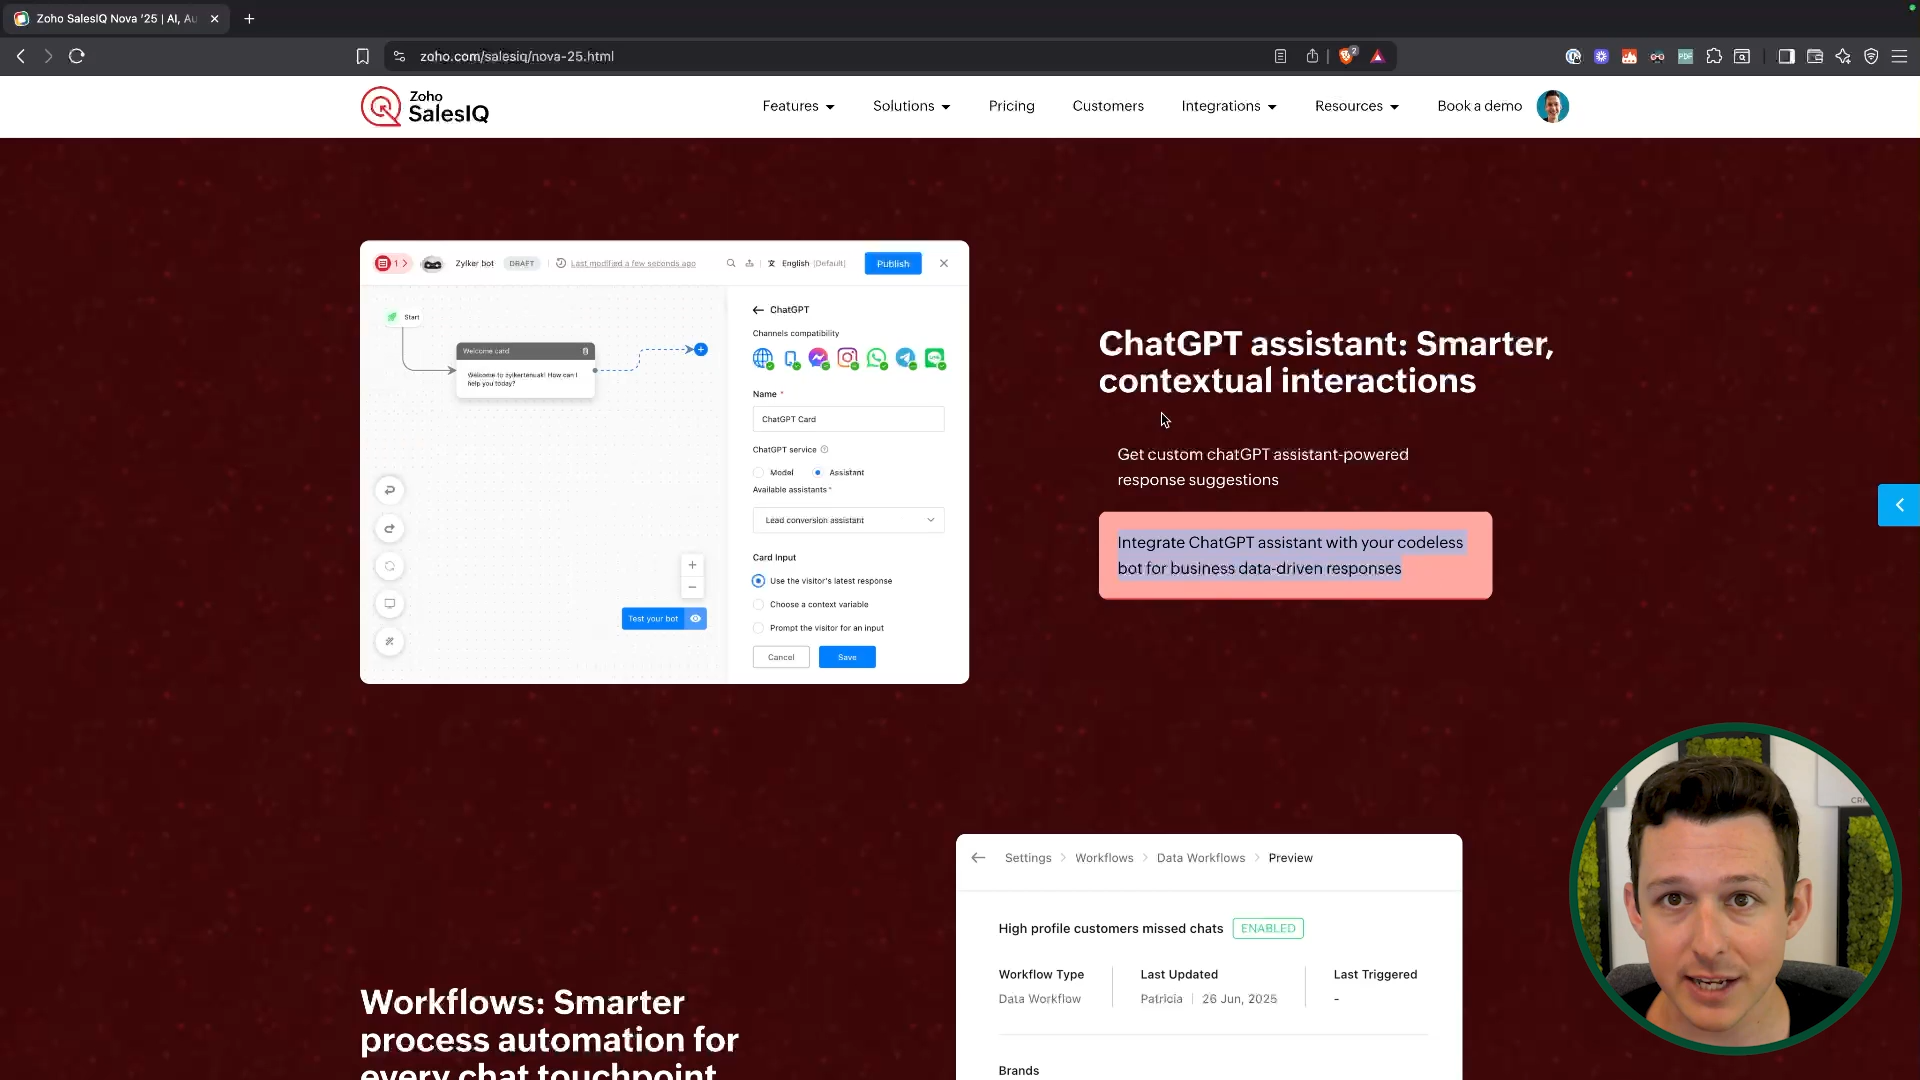 Zoho SalesIQ Nova '25 | AI, Au
zoho.com/salesiq/nova-25.html
2
PDF
Zoho
SalesIQ
Features
Solutions
Pricing
Customers
Integrations
Resources
Book a demo
1
Zylker bot
DRAFT
Last modified a few seconds ago
English (Default)
Publish
Start
Welcome card
Welcome to zylkertenuak! How can I
help you today?
Test your bot
ChatGPT
Channels compatibility
Name *
ChatGPT Card
ChatGPT service
Model
Assistant
Available assistants *
Lead conversion assistant
Card Input
Use the visitor's latest response
Choose a context variable
Prompt the visitor for an input
Cancel
Save
ChatGPT assistant: Smarter,
contextual interactions
Get custom chatGPT assistant-powered
response suggestions
Integrate ChatGPT assistant with your codeless
bot for business data-driven responses
Workflows: Smarter
process automation for
every chat touchpoint
Settings > Workflows > Data Workflows > Preview
High profile customers missed chats
ENABLED
Workflow Type
Last Updated
Last Triggered
Data Workflow
Patricia | 26 Jun, 2025
-
Brands